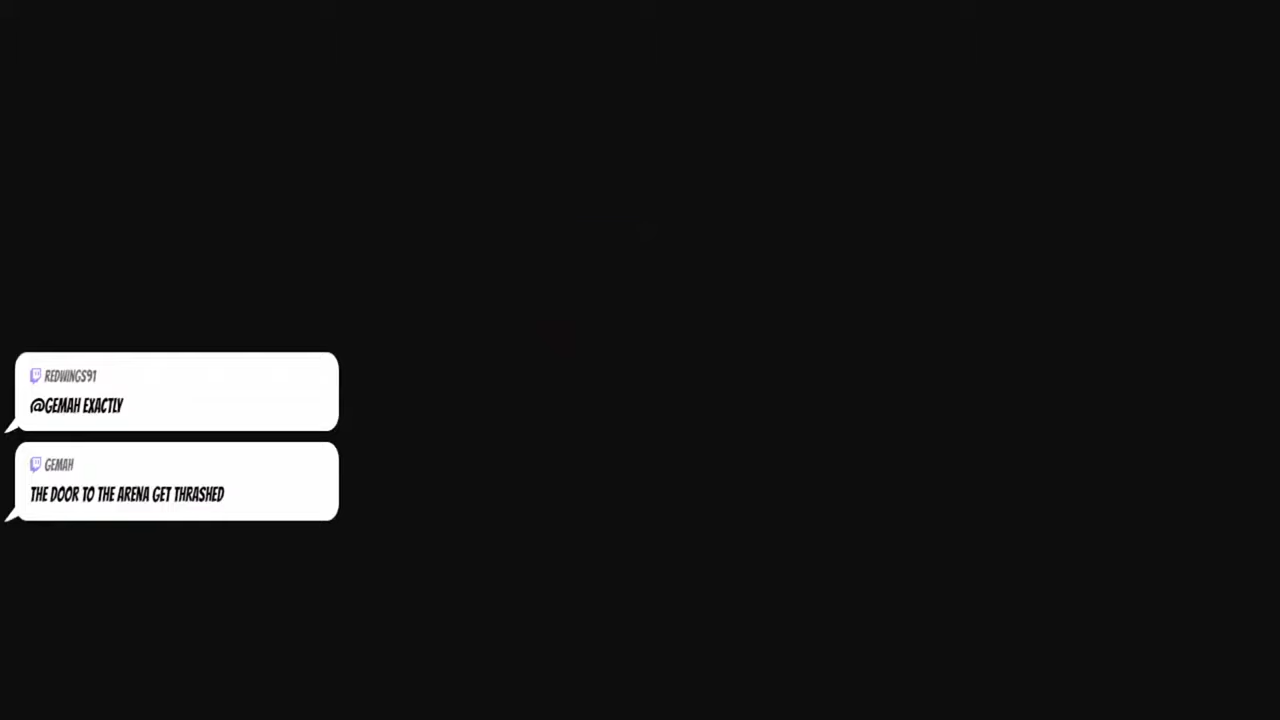 REDWINGS91
@GEMAH EXACTLY
GEMAH
THE DOOR TO THE ARENA GET THRASHED